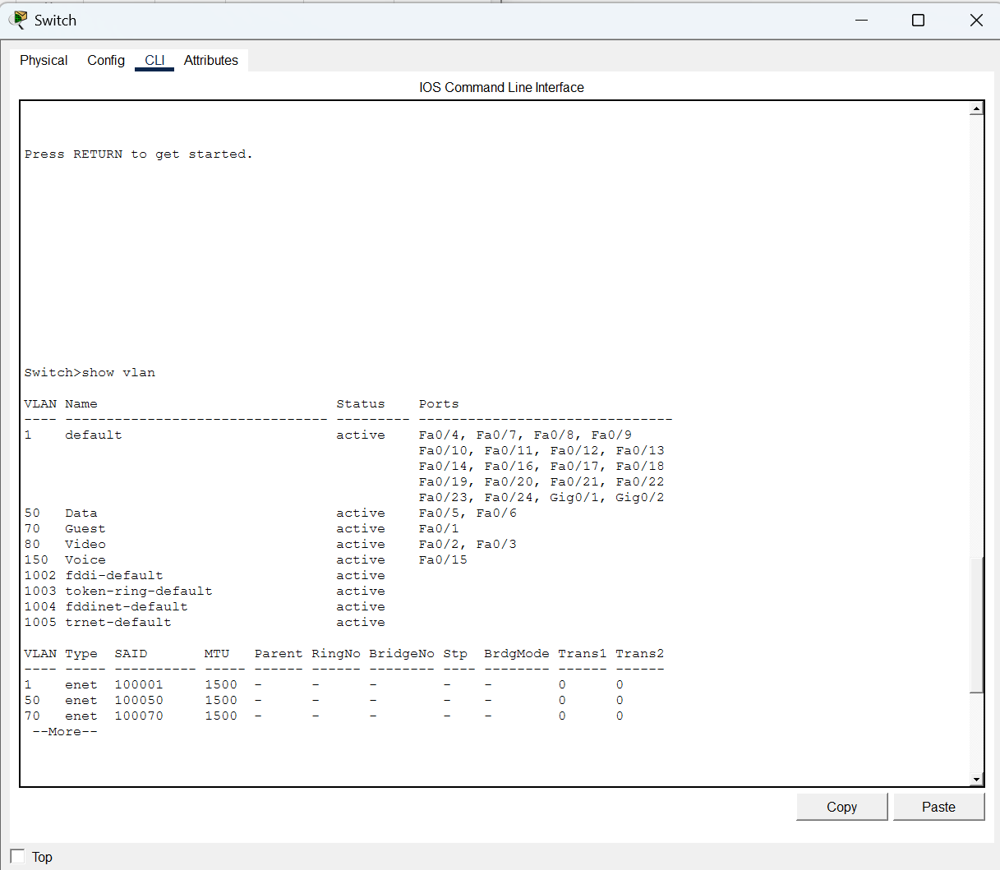 Switch
Physical Config CLI Attributes
IOS Command Line Interface
Press RETURN to get started.
Switch>show vlan
VLAN Name                             Status    Ports
---- -------------------------------- --------- -------------------------------
1    default                          active    Fa0/4, Fa0/7, Fa0/8, Fa0/9
                                                Fa0/10, Fa0/11, Fa0/12, Fa0/13
                                                Fa0/14, Fa0/16, Fa0/17, Fa0/18
                                                Fa0/19, Fa0/20, Fa0/21, Fa0/22
                                                Fa0/23, Fa0/24, Gig0/1, Gig0/2
50   Data                             active    Fa0/5, Fa0/6
70   Guest                            active    Fa0/1
80   Video                            active    Fa0/2, Fa0/3
150  Voice                            active    Fa0/15
1002 fddi-default                     active
1003 token-ring-default               active
1004 fddinet-default                  active
1005 trnet-default                    active
VLAN Type  SAID       MTU   Parent RingNo BridgeNo Stp  BrdgMode Trans1 Trans2
---- ----- ---------- ----- ------ ------ -------- ---- -------- ------ ------
1    enet  100001     1500  -      -      -        -    -        0      0
50   enet  100050     1500  -      -      -        -    -        0      0
70   enet  100070     1500  -      -      -        -    -        0      0
 --More--
Copy Paste
Top